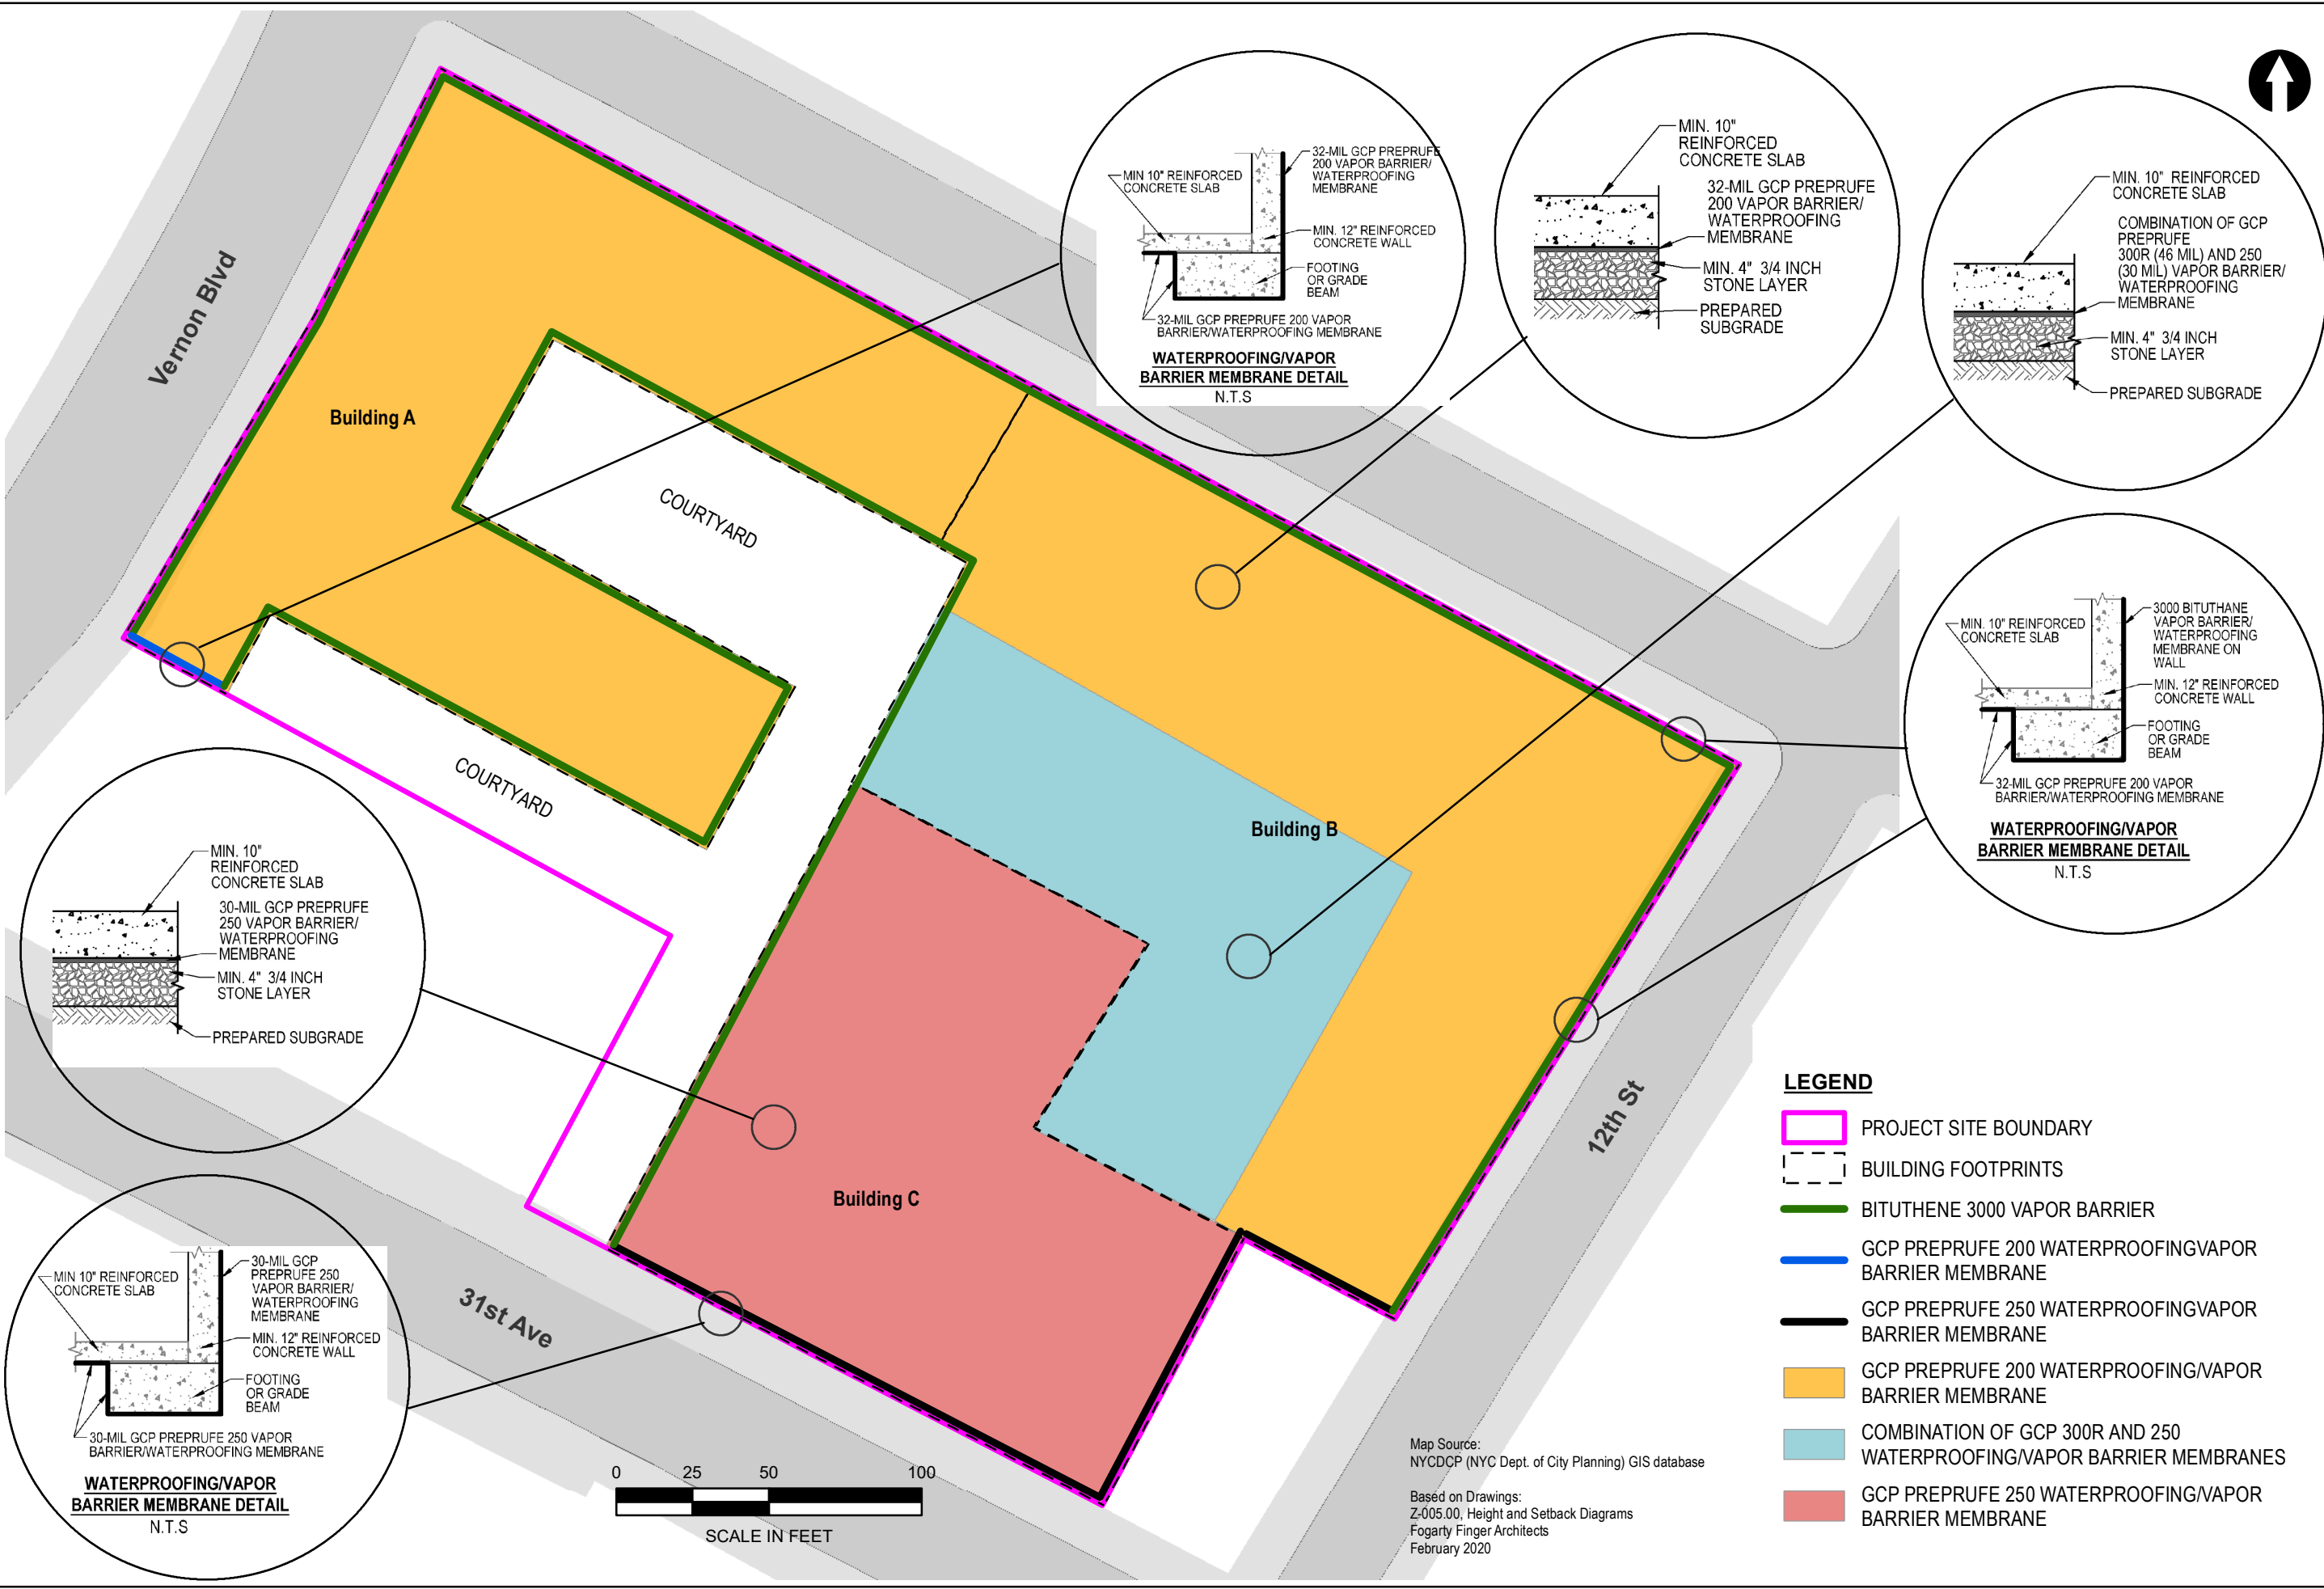 MIN 10" REINFORCED
CONCRETE SLAB
32-MIL GCP PREPRUFE
200 VAPOR BARRIER/
WATERPROOFING
MEMBRANE
MIN. 12" REINFORCED
CONCRETE WALL
FOOTING
OR GRADE
BEAM
32-MIL GCP PREPRUFE 200 VAPOR
BARRIER/WATERPROOFING MEMBRANE
WATERPROOFING/VAPOR
BARRIER MEMBRANE DETAIL
N.T.S
MIN. 10"
REINFORCED
CONCRETE SLAB
32-MIL GCP PREPRUFE
200 VAPOR BARRIER/
WATERPROOFING
MEMBRANE
MIN. 4" 3/4 INCH
STONE LAYER
PREPARED
SUBGRADE
MIN. 10" REINFORCED
CONCRETE SLAB
COMBINATION OF GCP
PREPRUFE
300R (46 MIL) AND 250
(30 MIL) VAPOR BARRIER/
WATERPROOFING
MEMBRANE
MIN. 4" 3/4 INCH
STONE LAYER
PREPARED SUBGRADE
Vernon Blvd
Building A
COURTYARD
COURTYARD
Building B
Building C
31st Ave
12th St
MIN. 10" REINFORCED
CONCRETE SLAB
3000 BITUTHANE
VAPOR BARRIER/
WATERPROOFING
MEMBRANE ON
WALL
MIN. 12" REINFORCED
CONCRETE WALL
FOOTING
OR GRADE
BEAM
32-MIL GCP PREPRUFE 200 VAPOR
BARRIER/WATERPROOFING MEMBRANE
WATERPROOFING/VAPOR
BARRIER MEMBRANE DETAIL
N.T.S
MIN. 10"
REINFORCED
CONCRETE SLAB
30-MIL GCP PREPRUFE
250 VAPOR BARRIER/
WATERPROOFING
MEMBRANE
MIN. 4" 3/4 INCH
STONE LAYER
PREPARED SUBGRADE
MIN 10" REINFORCED
CONCRETE SLAB
30-MIL GCP
PREPRUFE 250
VAPOR BARRIER/
WATERPROOFING
MEMBRANE
MIN. 12" REINFORCED
CONCRETE WALL
FOOTING
OR GRADE
BEAM
30-MIL GCP PREPRUFE 250 VAPOR
BARRIER/WATERPROOFING MEMBRANE
WATERPROOFING/VAPOR
BARRIER MEMBRANE DETAIL
N.T.S
0 25 50 100
SCALE IN FEET
Map Source:
NYCDCP (NYC Dept. of City Planning) GIS database
Based on Drawings:
Z-005.00, Height and Setback Diagrams
Fogarty Finger Architects
February 2020
LEGEND
PROJECT SITE BOUNDARY
BUILDING FOOTPRINTS
BITUTHENE 3000 VAPOR BARRIER
GCP PREPRUFE 200 WATERPROOFINGVAPOR
BARRIER MEMBRANE
GCP PREPRUFE 250 WATERPROOFINGVAPOR
BARRIER MEMBRANE
GCP PREPRUFE 200 WATERPROOFING/VAPOR
BARRIER MEMBRANE
COMBINATION OF GCP 300R AND 250
WATERPROOFING/VAPOR BARRIER MEMBRANES
GCP PREPRUFE 250 WATERPROOFING/VAPOR
BARRIER MEMBRANE